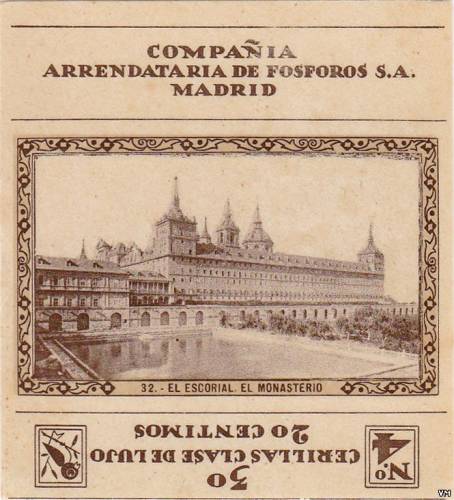 COMPAÑIA
ARRENDATARIA DE FOSFOROS S.A.
MADRID
32.- EL ESCORIAL. EL MONASTERIO
Nº 4
30
CERILLAS CLASE DE LUJO
20 CENTIMOS
VH